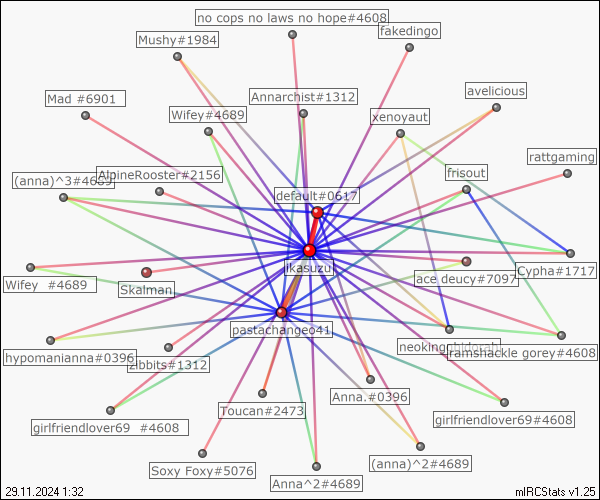 no cops no laws no hope#4608
fakedingo
Mushy#1984
avelicious
Mad #6901
Annarchist#1312
Wifey#4689
xenoyaut
rattgaming
(anna)^3#4689
AlpineRooster#2156
frisout
default#0617
Wifey #4689
Skalman
ikasuzu
ace.deucy#7097
Cypha#1717
pastachangeo41
hypomanianna#0396
zibbits#1312
ramshackle gorey#4608
Toucan#2473
Anna.#0396
girlfriendlover69 #4608
girlfriendlover69#4608
Soxy Foxy#5076
Anna^2#4689
(anna)^2#4689
29.11.2024 1:32
mIRCStats v1.25